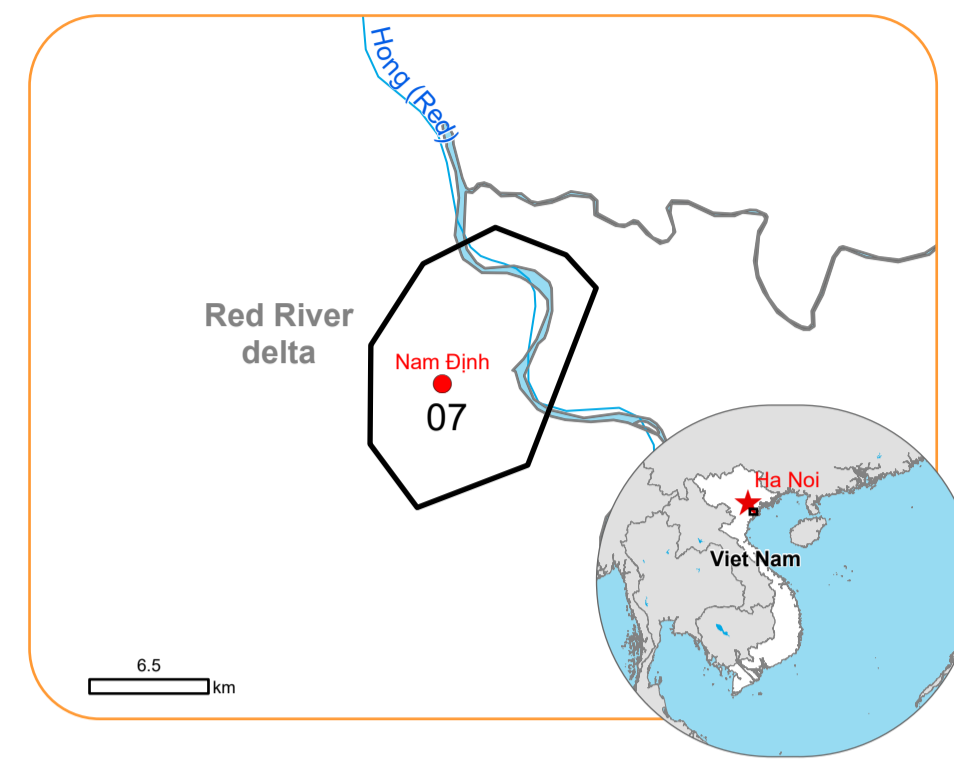 Hong (Red)
Red River
delta
Nam Định
07
Ha Noi
Viet Nam
6.5
km